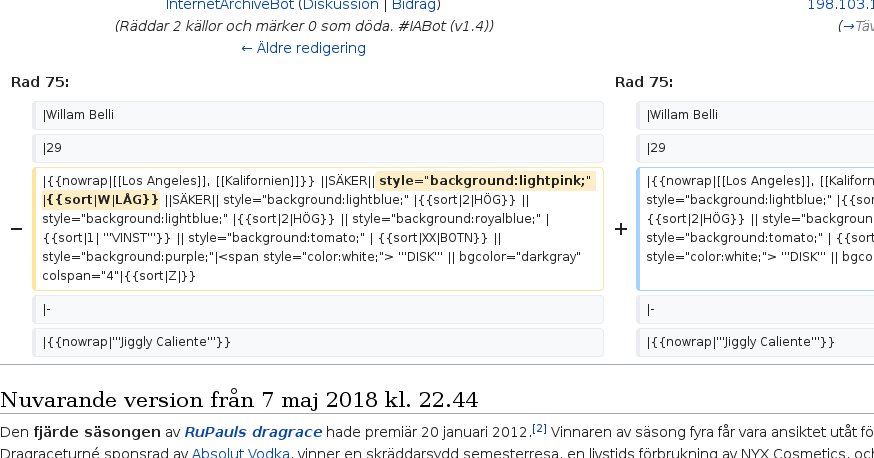 InternetArchiveBot (Diskussion | Bidrag)
198.103.1
(Räddar 2 källor och märker 0 som döda. #IABot (v1.4))
(→Täv
← Äldre redigering
Rad 75:
Rad 75:
|Willam Belli
|Willam Belli
|29
|29
|{{nowrap|[[Los Angeles]], [[Kalifornien]]}} ||SÄKER|| style="background:lightpink;"
|{{sort|W|LÅG}} ||SÄKER|| style="background:lightblue;" |{{sort|2|HÖG}} ||
style="background:lightblue;" |{{sort|2|HÖG}} || style="background:royalblue;" |
{{sort|1| '''VINST'''}} || style="background:tomato;" | {{sort|XX|BOTN}} ||
style="background:purple;"|<span style="color:white;"> '''DISK''' || bgcolor="darkgray"
colspan="4"|{{sort|Z|}}
|{{nowrap|[[Los Angeles]], [[Kaliforn
style="background:lightblue;" |{{sor
{{sort|2|HÖG}} || style="backgroun
style="background:tomato;" | {{sor
style="color:white;"> '''DISK''' || bgco
|-
|-
|{{nowrap|'''Jiggly Caliente'''}}
|{{nowrap|'''Jiggly Caliente'''}}
Nuvarande version från 7 maj 2018 kl. 22.44
Den fjärde säsongen av RuPauls dragrace hade premiär 20 januari 2012.[2] Vinnaren av säsong fyra får vara ansiktet utåt fö
Dragraceturné sponsrad av Absolut Vodka, vinner en skräddarsydd semesterresa, en livstids förbrukning av NYX Cosmetics, och